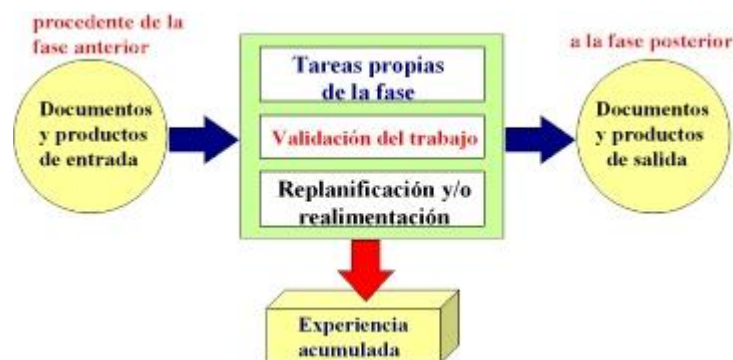 procedente de la
fase anterior
Documentos
y productos
de entrada
Tareas propias
de la fase
Validación del trabajo
Replanificación y/o
realimentación
a la fase posterior
Documentos
y productos
de salida
Experiencia
acumulada